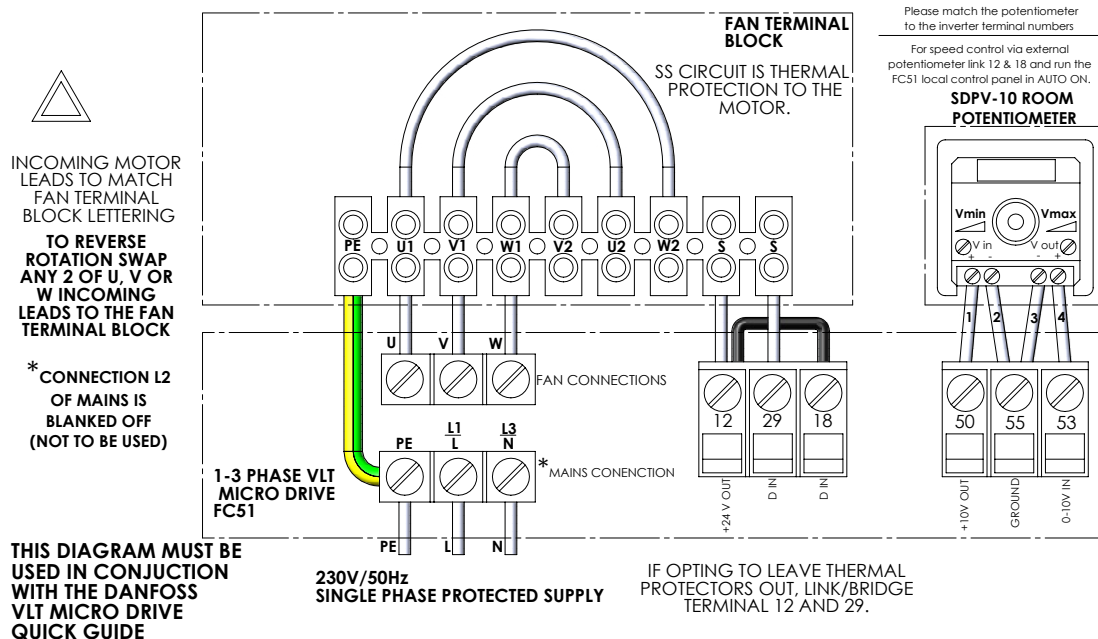 FAN TERMINAL
BLOCK
SS CIRCUIT IS THERMAL
PROTECTION TO THE
MOTOR.
Please match the potentiometer
to the inverter terminal numbers
For speed control via external
potentiometer link 12 & 18 and run the
FC51 local control panel in AUTO ON.
SDPV-10 ROOM
POTENTIOMETER
INCOMING MOTOR
LEADS TO MATCH
FAN TERMINAL
BLOCK LETTERING
TO REVERSE
ROTATION SWAP
ANY 2 OF U, V OR
W INCOMING
LEADS TO THE FAN
TERMINAL BLOCK
*CONNECTION L2
OF MAINS IS
BLANKED OFF
(NOT TO BE USED)
PE U1 V1 W1 V2 U2 W2 S S
Vmin Vmax
V in V out
+ - - +
1 2 3 4
U V W
FAN CONNECTIONS
12 29 18
+24 V OUT
D IN
D IN
50 55 53
+10V OUT
GROUND
0-10V IN
PE L1 L3
L N
*MAINS CONENCTION
1-3 PHASE VLT
MICRO DRIVE
FC51
PE L N
230V/50Hz
SINGLE PHASE PROTECTED SUPPLY
IF OPTING TO LEAVE THERMAL
PROTECTORS OUT, LINK/BRIDGE
TERMINAL 12 AND 29.
THIS DIAGRAM MUST BE
USED IN CONJUCTION
WITH THE DANFOSS
VLT MICRO DRIVE
QUICK GUIDE